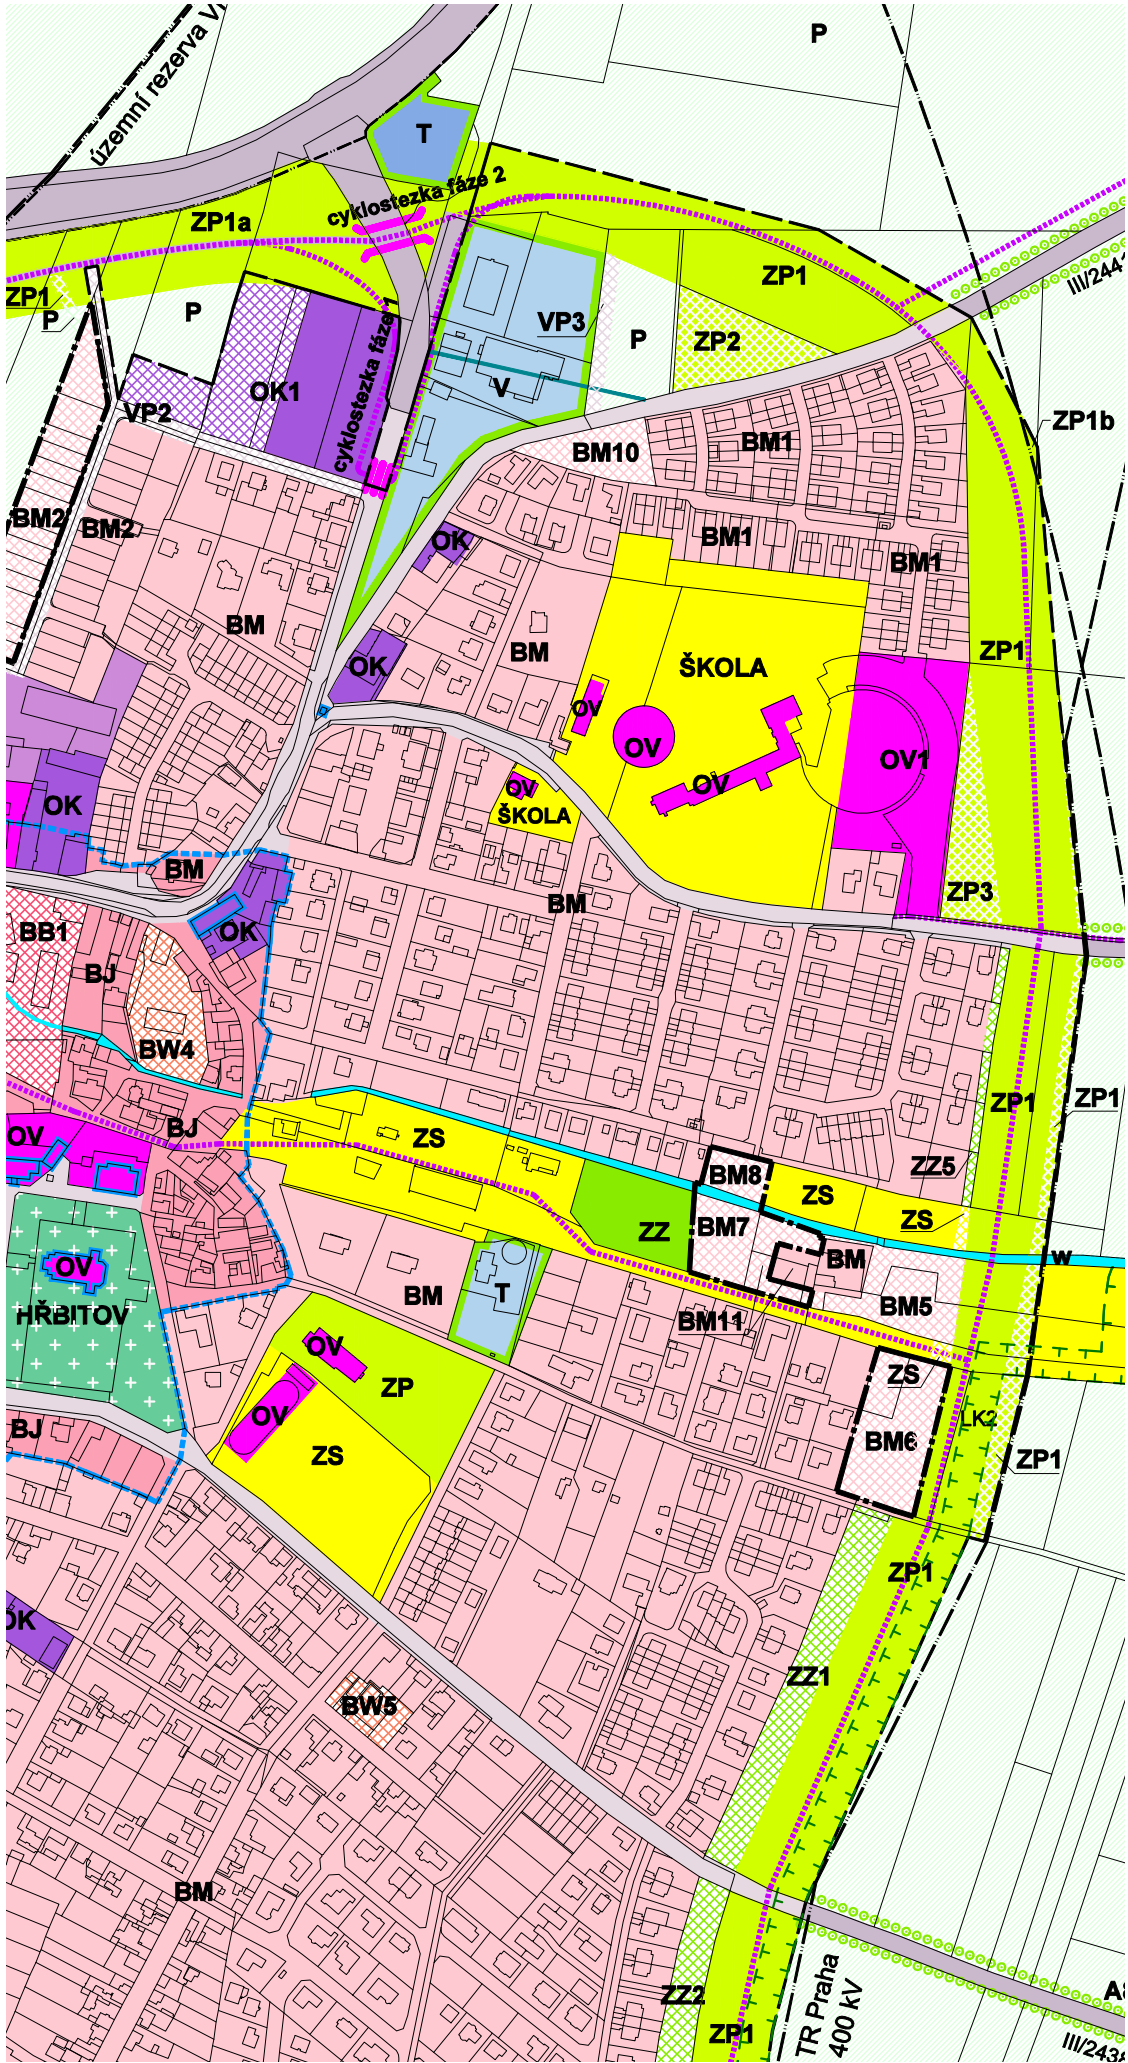 P
územní rezerva
T
cyklostezka fáze 2
ZP1a
ZP1
ZP1
III/244
P
P
VP3
P
ZP2
cyklostezka fáze 1
OK1
V
VP2
BM10
BM1
ZP1b
BM2
BM2
OK
BM1
BM1
BM
BM
ZP1
OK
ŠKOLA
OV
OV
OV1
OV
OV
OK
ŠKOLA
BM
ZP3
BM
BB1
OK
BJ
BW4
ZP1
ZP1
OV
BJ
ZS
ZZ5
BM8
ZS
ZS
BM7
ZZ
BM
W
OV
HŘBITOV
BM
T
BM5
BM11
OV
ZP
ZS
LK2
OV
BJ
ZS
BM6
ZP1
ZP1
OK
ZZ1
BW5
BM
ZZ2
ZP1
TR Praha
400 kV
A8
III/2438